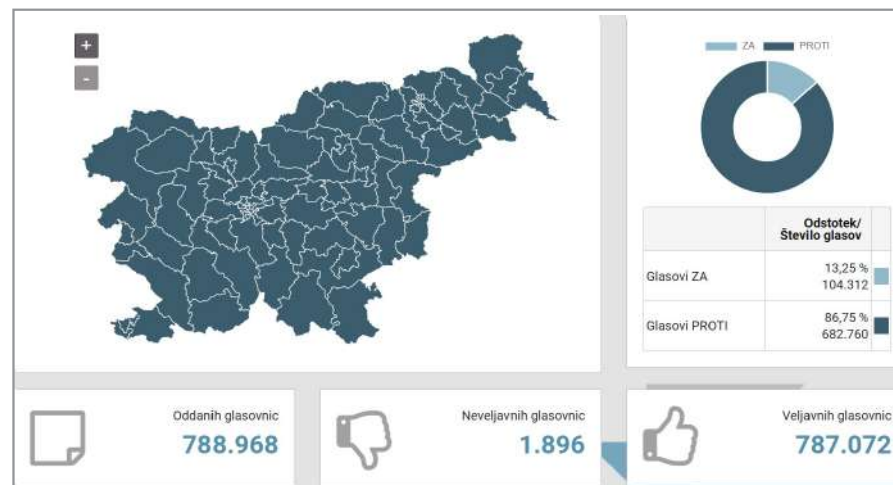 +
-
ZA PROTI
Odstotek/
Število glasov
Glasovi ZA
13,25 %
104.312
Glasovi PROTI
86,75 %
682.760
Oddanih glasovnic
788.968
Neveljavnih glasovnic
1.896
Veljavnih glasovnic
787.072